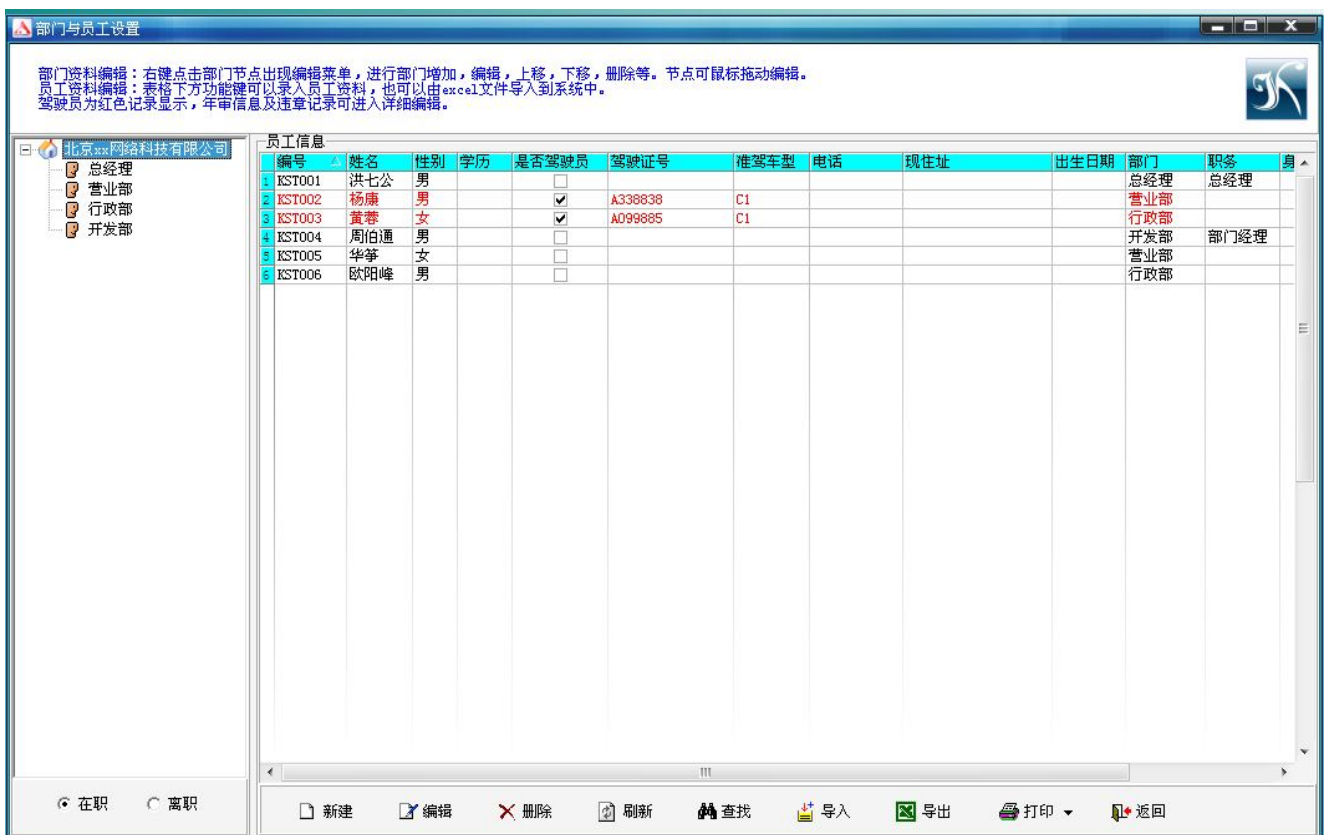 部门与员工设置
部门资料编辑：右键点击部门节点出现编辑菜单，进行部门增加，编辑，上移，下移，删除等。节点可鼠标拖动编辑。
员工资料编辑：表格下方功能键可以录入员工资料，也可以由excel文件导入到系统中。
驾驶员为红色记录显示，年审信息及违章记录可进入详细编辑。
北京xx网络科技有限公司
总经理
营业部
行政部
开发部
员工信息
编号 姓名 性别 学历 是否驾驶员 驾驶证号 准驾车型 电话 现住址 出生日期 部门 职务 身
1 KST001 洪七公 男 总经理 总经理
2 KST002 杨康 男 A338838 C1 营业部
3 KST003 黄蓉 女 A099885 C1 行政部
4 KST004 周伯通 男 开发部 部门经理
5 KST005 华筝 女 营业部
6 KST006 欧阳峰 男 行政部
在职 离职
新建 编辑 删除 刷新 查找 导入 导出 打印 返回